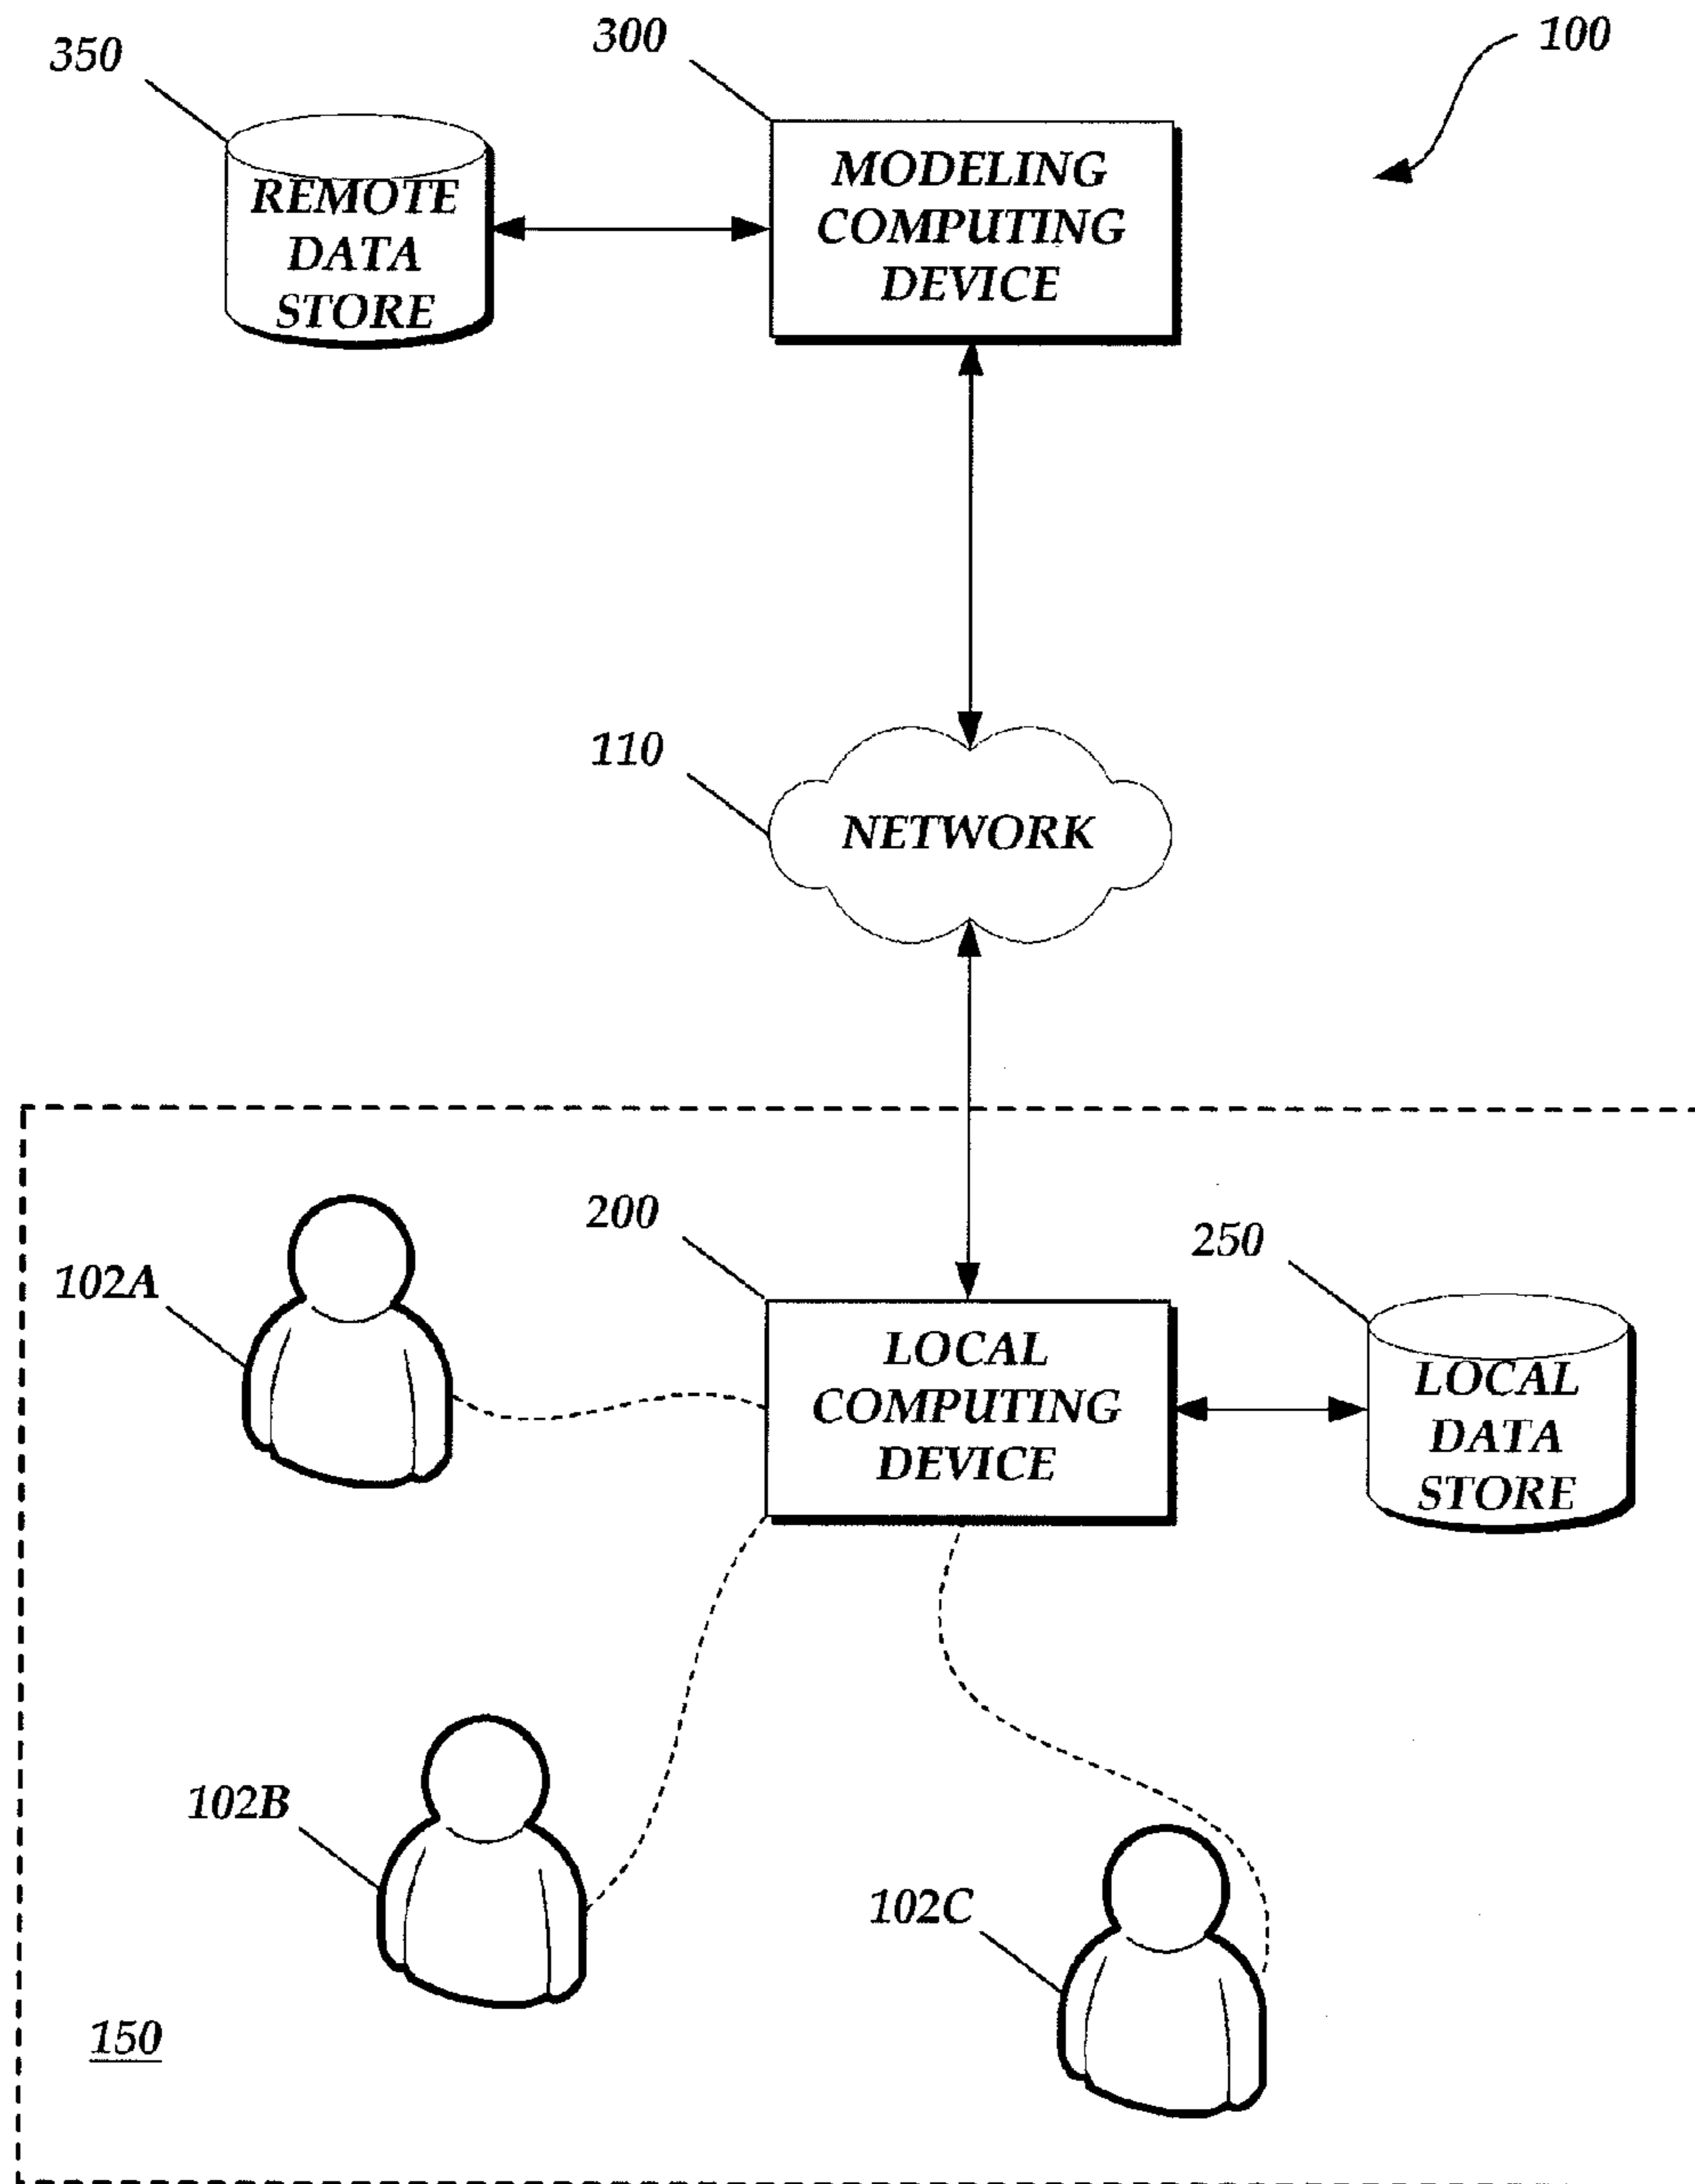 350
300
100
REMOTE
DATA
STORE
MODELING
COMPUTING
DEVICE
110
NETWORK
200
250
102A
LOCAL
COMPUTING
DEVICE
LOCAL
DATA
STORE
102B
102C
150